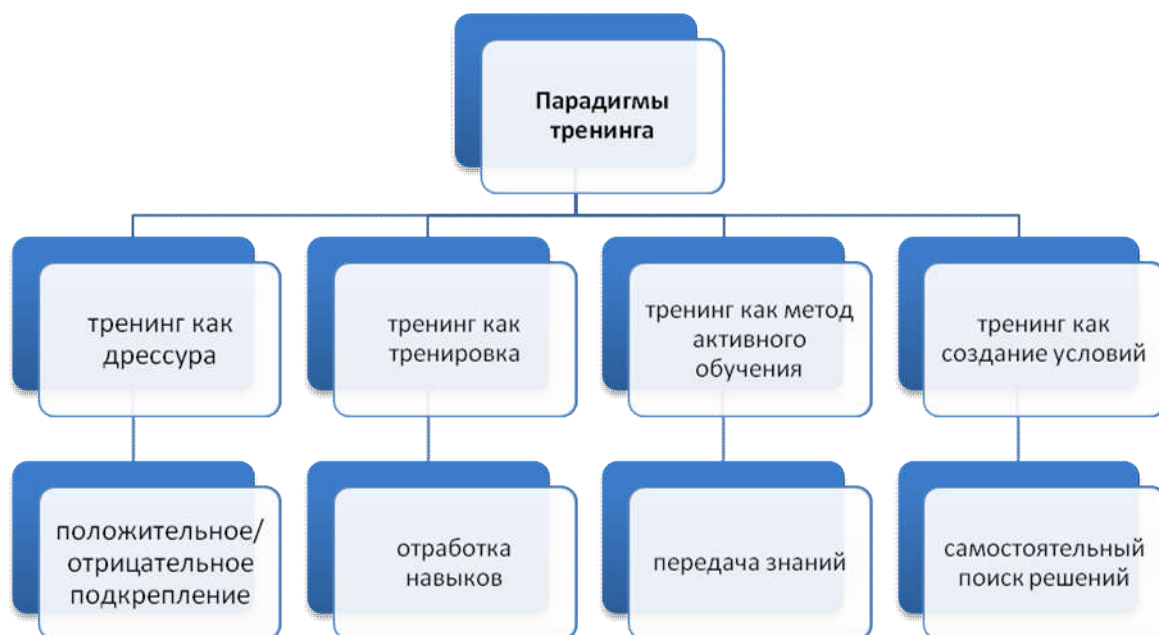 Парадигмы
тренинга
тренинг как
дрессура
тренинг как
тренировка
тренинг как метод
активного
обучения
тренинг как
создание условий
положительное/
отрицательное
подкрепление
отработка
навыков
передача знаний
самостоятельный
поиск решений